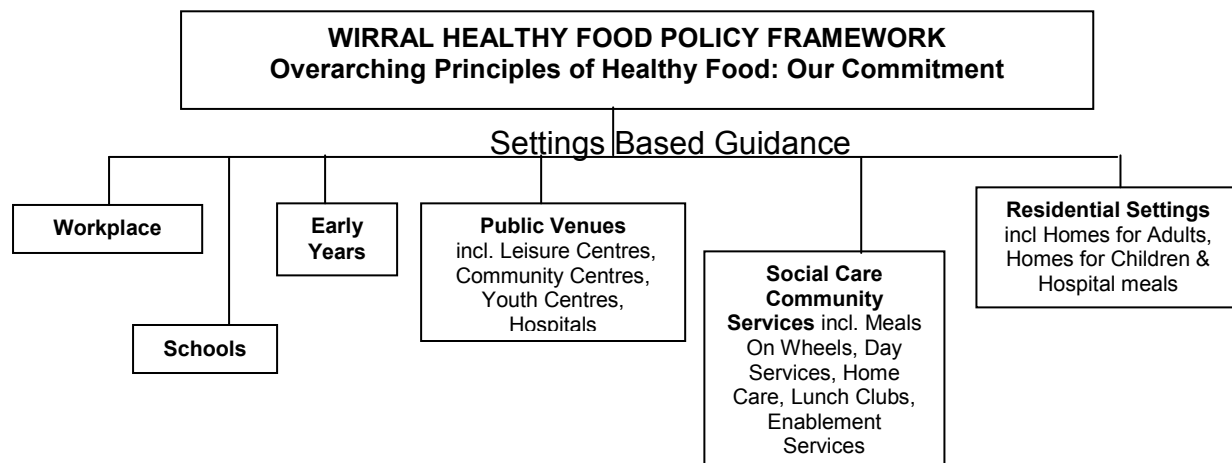 WIRRAL HEALTHY FOOD POLICY FRAMEWORK
Overarching Principles of Healthy Food: Our Commitment
Settings Based Guidance
Workplace
Schools
Early
Years
Public Venues
incl. Leisure Centres,
Community Centres,
Youth Centres,
Hospitals
Social Care
Community
Services incl. Meals
On Wheels, Day
Services, Home
Care, Lunch Clubs,
Enablement
Services
Residential Settings
incl Homes for Adults,
Homes for Children &
Hospital meals